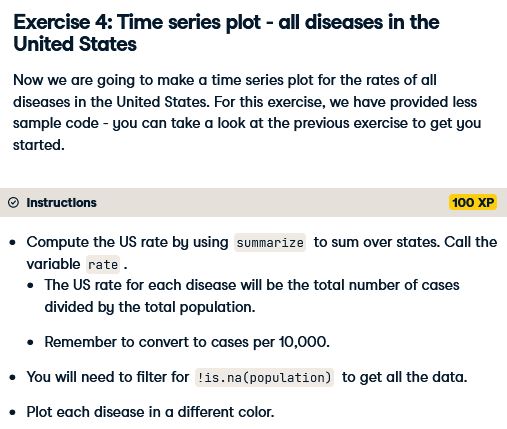 Exercise 4: Time series plot - all diseases in the
United States
Now we are going to make a time series plot for the rates of all
diseases in the United States. For this exercise, we have provided less
sample code - you can take a look at the previous exercise to get you
started.
Instructions
100 XP
• Compute the US rate by using summarize to sum over states. Call the
variable rate .
• The US rate for each disease will be the total number of cases
divided by the total population.
• Remember to convert to cases per 10,000.
• You will need to filter for !is.na(population) to get all the data.
• Plot each disease in a different color.